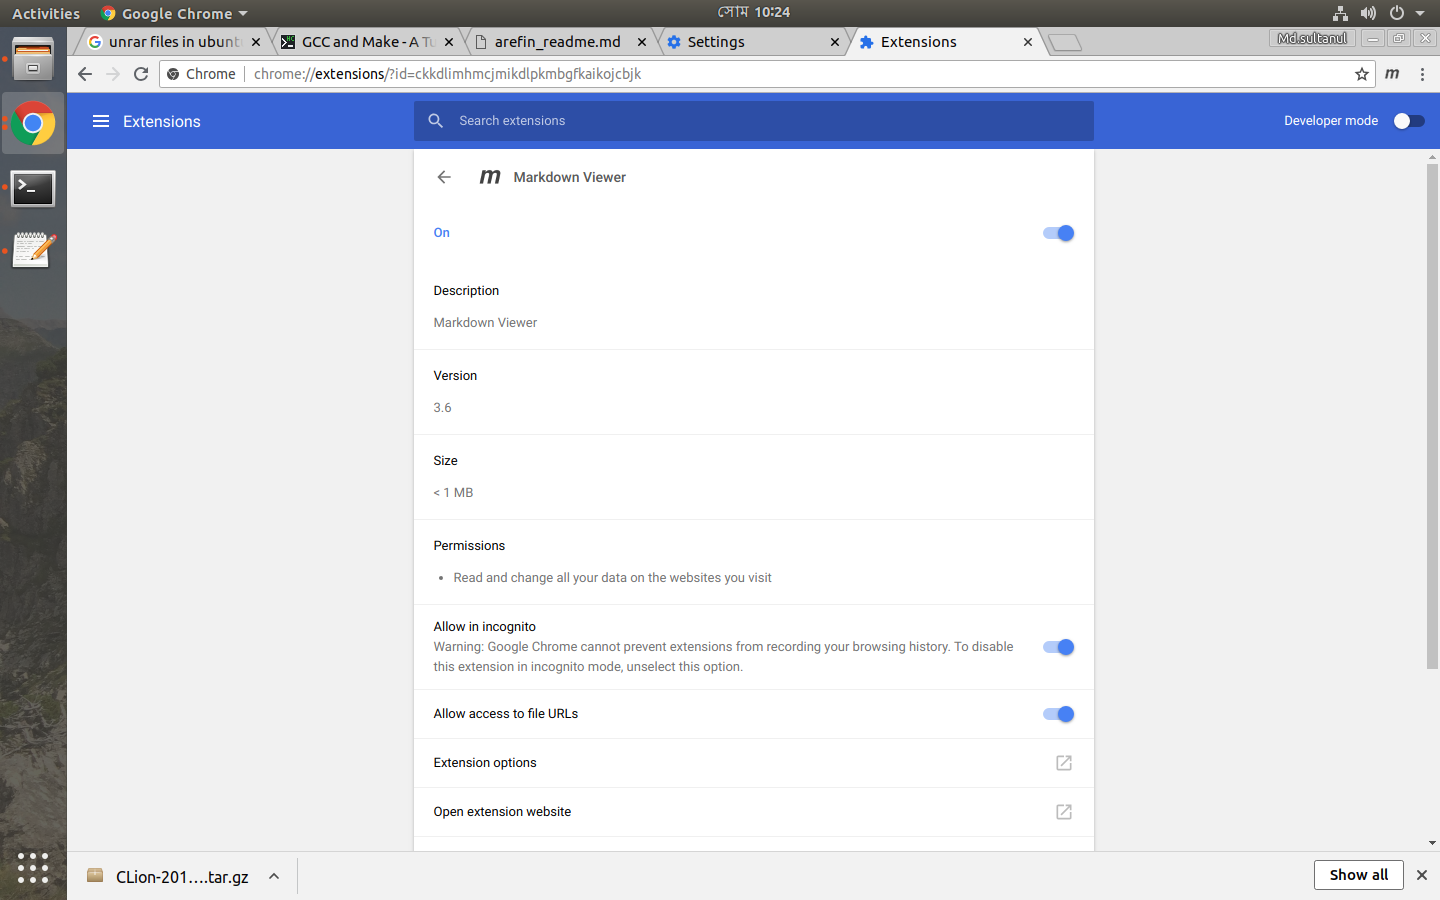 Activities Google Chrome সোম 10:24
unrar files in ubunt GCC and Make - A Tu arefin_readme.md Settings Extensions Md.sultanul
Chrome chrome://extensions/?id=ckkdlimhmcjmikdlpkmbgfkaikojcbjk m
Extensions Search extensions Developer mode
m Markdown Viewer
On
Description
Markdown Viewer
Version
3.6
Size
< 1 MB
Permissions
• Read and change all your data on the websites you visit
Allow in incognito
Warning: Google Chrome cannot prevent extensions from recording your browsing history. To disable
this extension in incognito mode, unselect this option.
Allow access to file URLs
Extension options
Open extension website
CLion-201....tar.gz Show all